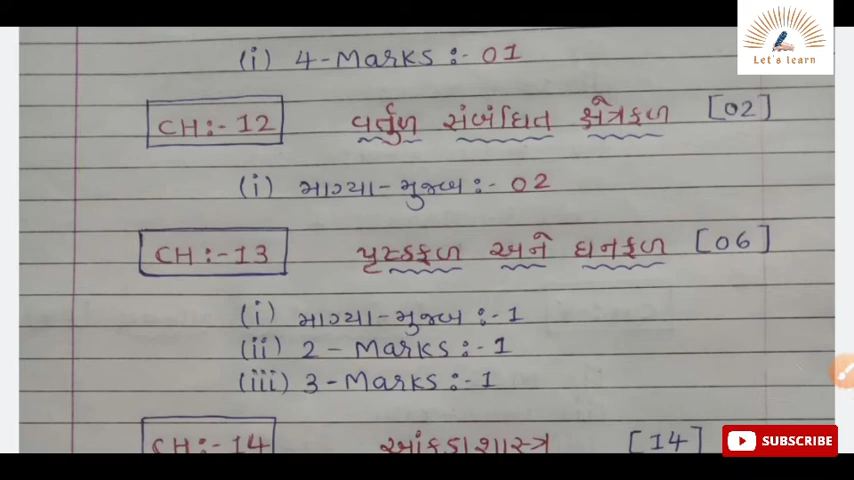 (i) 4-Marks :- 01
Let's learn
CH:-12 વર્તુળ સંબંધિત ક્ષેત્રફળ [02]
(i) માગ્યા-મુજબ :- 02
CH:-13 પૃષ્ઠફળ અને ઘનફળ [06]
(i) માગ્યા-મુજબ :- 1
(ii) 2 - Marks :- 1
(iii) 3 - Marks :- 1
CH:-14 આંકડાશાસ્ત્ર [14]
SUBSCRIBE